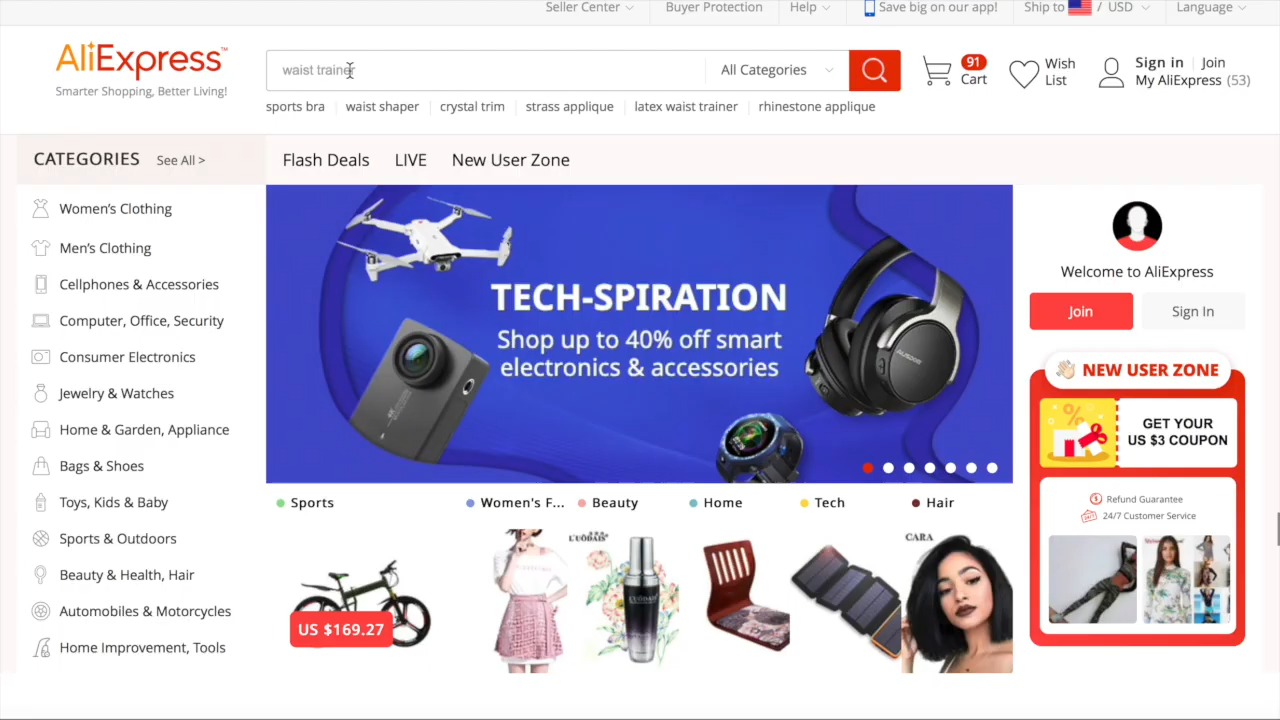 Seller Center
Buyer Protection
Help
Save big on our app!
Ship to / USD
Language
AliExpress™
Smarter Shopping, Better Living!
waist trainer
All Categories
91
Cart
Wish
List
Sign in Join
My AliExpress (53)
sports bra waist shaper crystal trim strass applique latex waist trainer rhinestone applique
CATEGORIES See All >
Flash Deals LIVE New User Zone
Women's Clothing
Men's Clothing
Cellphones & Accessories
Computer, Office, Security
Consumer Electronics
Jewelry & Watches
Home & Garden, Appliance
Bags & Shoes
Toys, Kids & Baby
Sports & Outdoors
Beauty & Health, Hair
Automobiles & Motorcycles
Home Improvement, Tools
TECH-SPIRATION
Shop up to 40% off smart
electronics & accessories
Sports
Women's F...
Beauty
Home
Tech
Hair
US $169.27
L'UODAIS
CARA
Welcome to AliExpress
Join
Sign In
NEW USER ZONE
GET YOUR
US $3 COUPON
Refund Guarantee
24/7 Customer Service